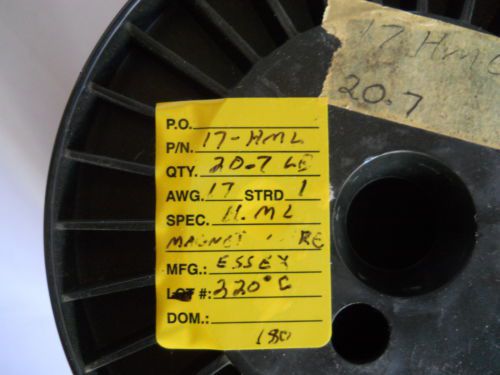 17 HML
20.7
P.O.
P/N. 17-HML
QTY. 20.7 LB
AWG. 17 STRD 1
SPEC. H.ML
MAGNET
MFG.: ESSEX
LOT #: 220°C
DOM.:
180